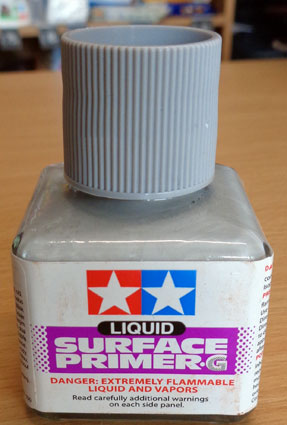 LIQUID
SURFACE
PRIMER·G
DANGER: EXTREMELY FLAMMABLE
LIQUID AND VAPORS
Read carefully additional warnings
on each side panel.